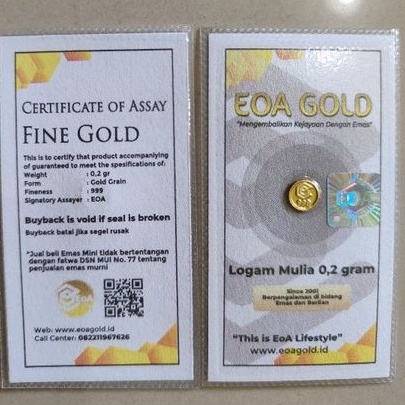 CERTIFICATE OF ASSAY
FINE GOLD
This is to certify that product accompanying
of guaranteed to meet the spesifications of:
Weight : 0,2 gr
Form : Gold Grain
Fineness : 999
Signatory Assayer : EOA
Buyback is void if seal is broken
Buyback batal jika segel rusak
"Jual beli Emas Mini tidak bertentangan
dengan fatwa DSN MUI No. 77 tentang
penjualan emas murni
EOA
Web: www.eoagold.id
Call Center: 082211967626
EOA GOLD
"Mengembalikan Kejayaan Dengan Emas"
Logam Mulia 0,2 gram
Since 2001
Berpengalaman di bidang
Emas dan Berlian
"This is EoA Lifestyle"
www.eoagold.id